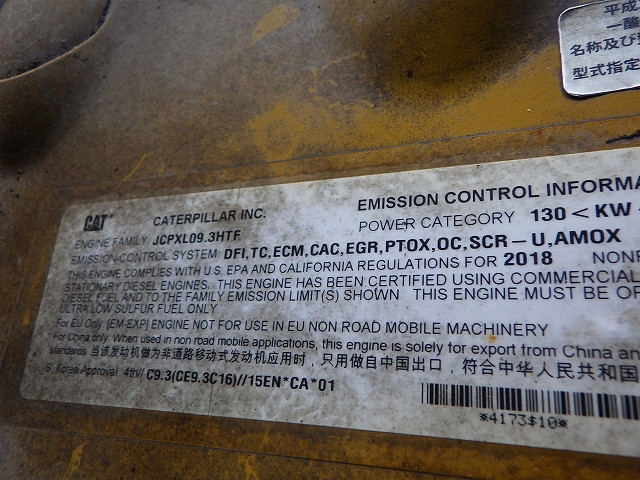 平成
一酸
名称及び
型式指定
CAT CATERPILLAR INC.
EMISSION CONTROL INFORMA
ENGINE FAMILY JCPXL09.3HTF
POWER CATEGORY 130 < KW
EMISSION-CONTROL SYSTEM DFI,TC,ECM,CAC,EGR,PTOX,OC,SCR-U,AMOX
THIS ENGINE COMPLIES WITH U.S. EPA AND CALIFORNIA REGULATIONS FOR 2018 NONR
STATIONARY DIESEL ENGINES. THIS ENGINE HAS BEEN CERTIFIED USING COMMERCIAL
DIESEL FUEL AND TO THE FAMILY EMISSION LIMIT(S) SHOWN THIS ENGINE MUST BE OP
ULTRA LOW SULFUR FUEL ONLY
For EU Only [EM-EXP] ENGINE NOT FOR USE IN EU NON ROAD MOBILE MACHINERY
For China only. When used in non road mobile applications, this engine is solely for export from China an
standards 当该发动机做为非道路移动式发动机应用时，只用做自中国出口，符合中华人民共和国
S. Korea Approval 4th// C9.3(CE9.3C16)//15EN*CA*01
*4173$10*